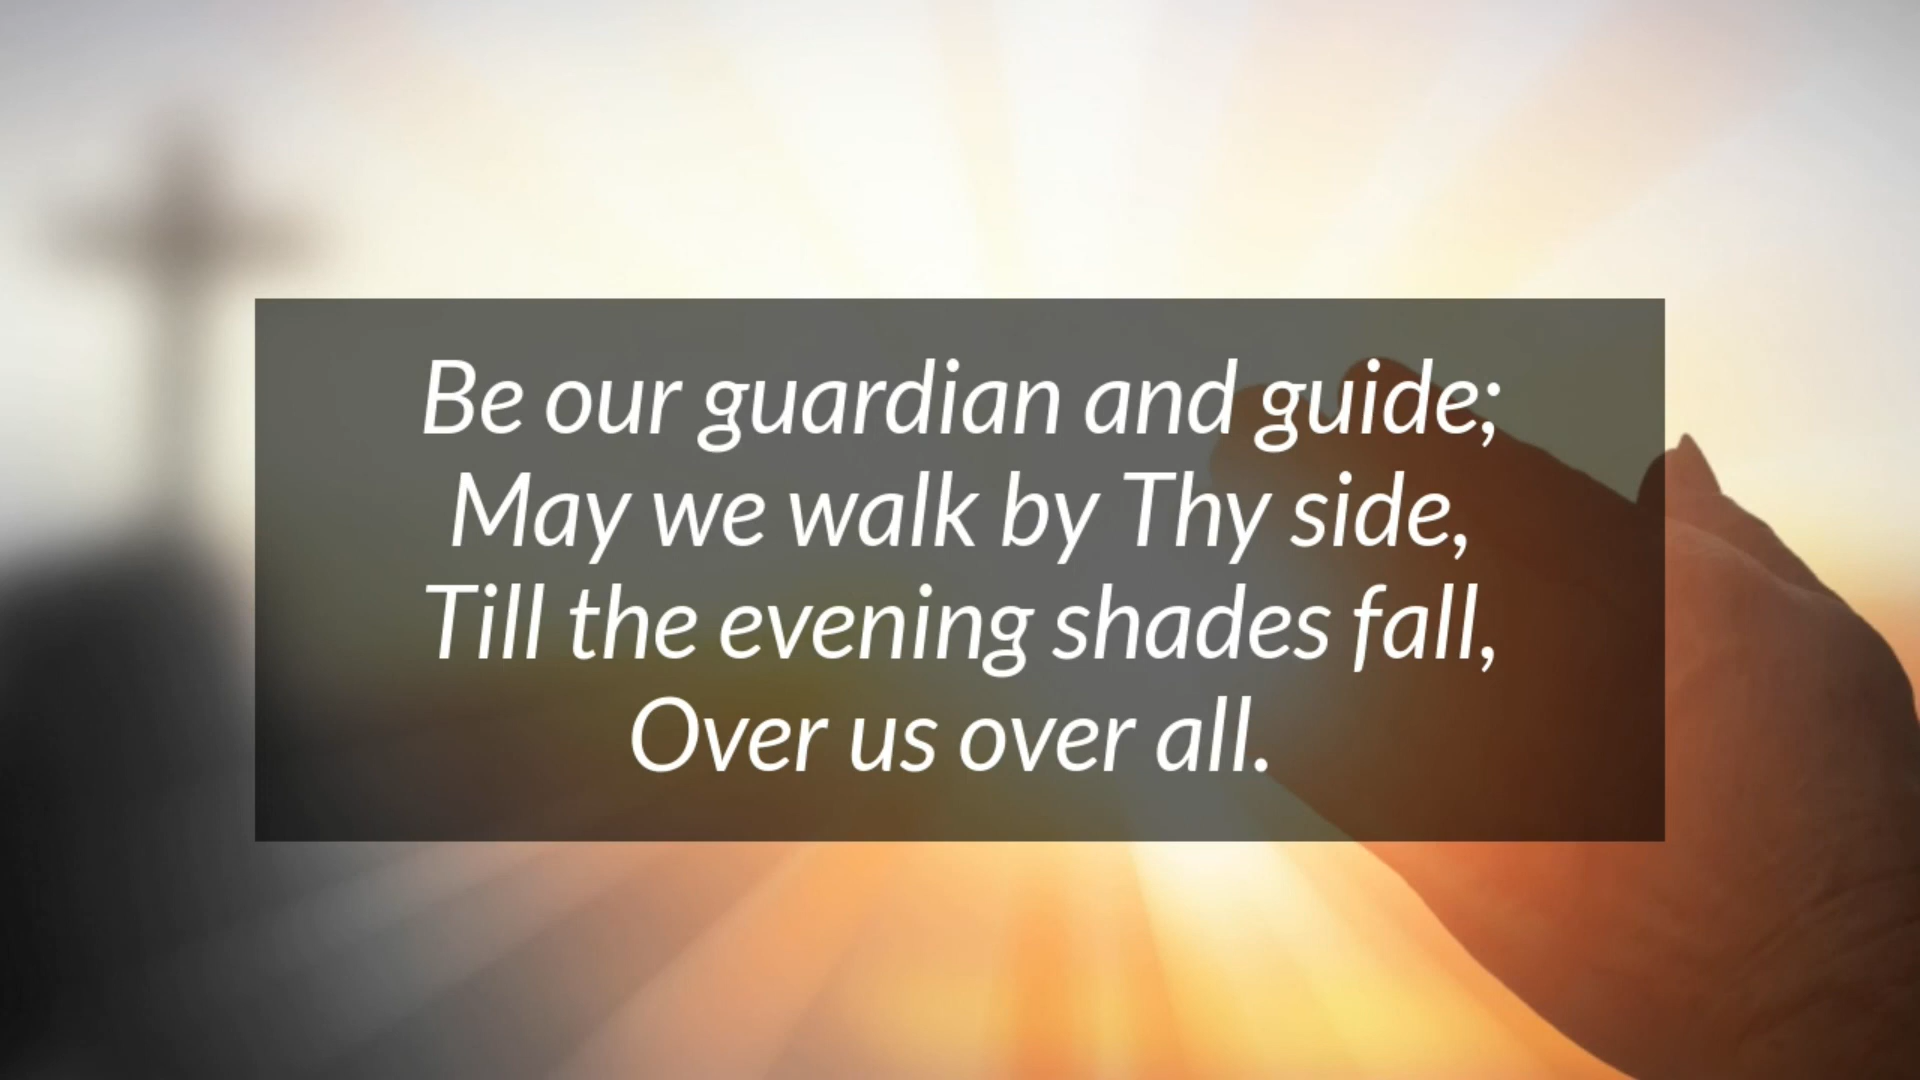 Be our guardian and guide;
May we walk by Thy side,
Till the evening shades fall,
Over us over all.